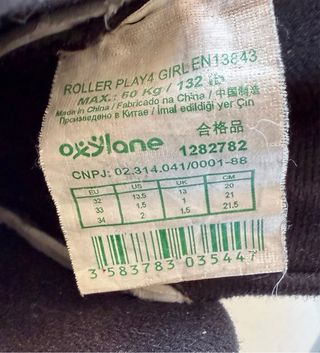 ROLLER PLAY4 GIRL EN13843
MAX.: 60 Kg / 132 lb
Made in China / Fabricado na China / 中国制造
Произведено в Китае / İmal edildiği yer Çin
合格品
oxylane 1282782
CNPJ: 02.314.041/0001-88
EU US UK CM
32 13.5 13 20
33 1.5 1 21
34 2 1.5 21.5
3 583783 035447